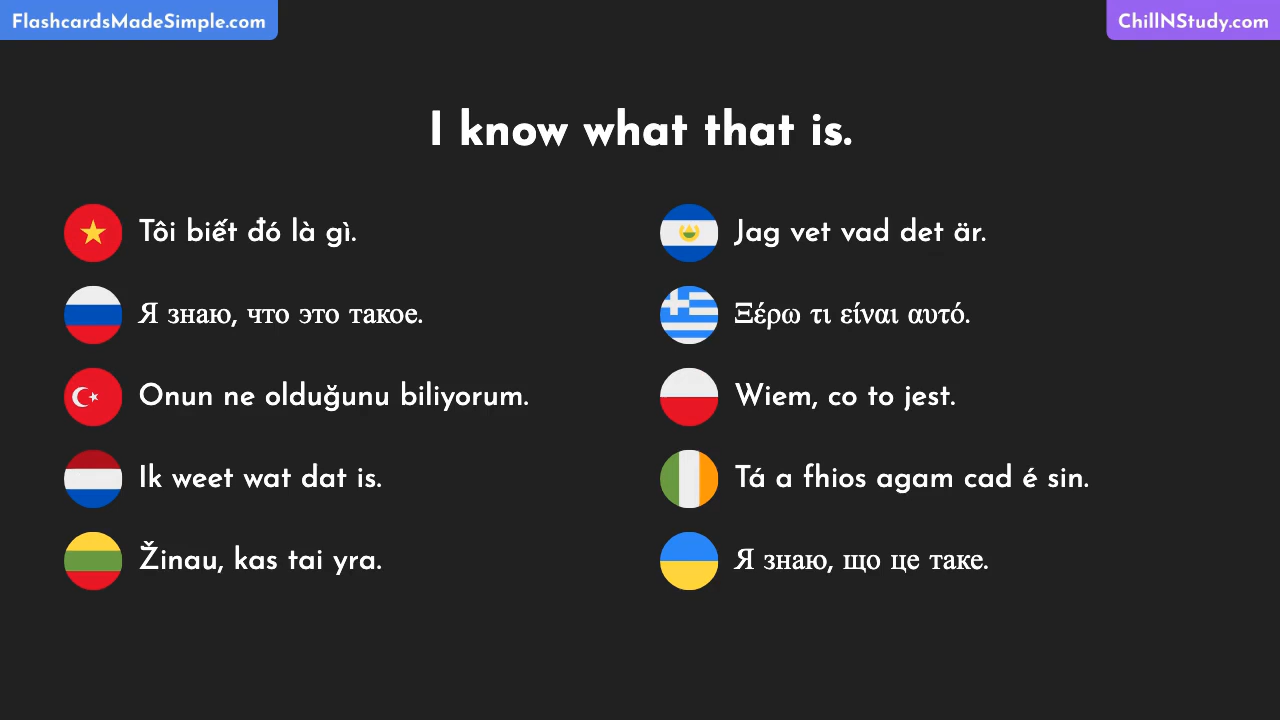 FlashcardsMadeSimple.com
ChillNStudy.com
I know what that is.
Tôi biết đó là gì.
Jag vet vad det är.
Я знаю, что это такое.
Ξέρω τι είναι αυτό.
Onun ne olduğunu biliyorum.
Wiem, co to jest.
Ik weet wat dat is.
Tá a fhios agam cad é sin.
Žinau, kas tai yra.
Я знаю, що це таке.